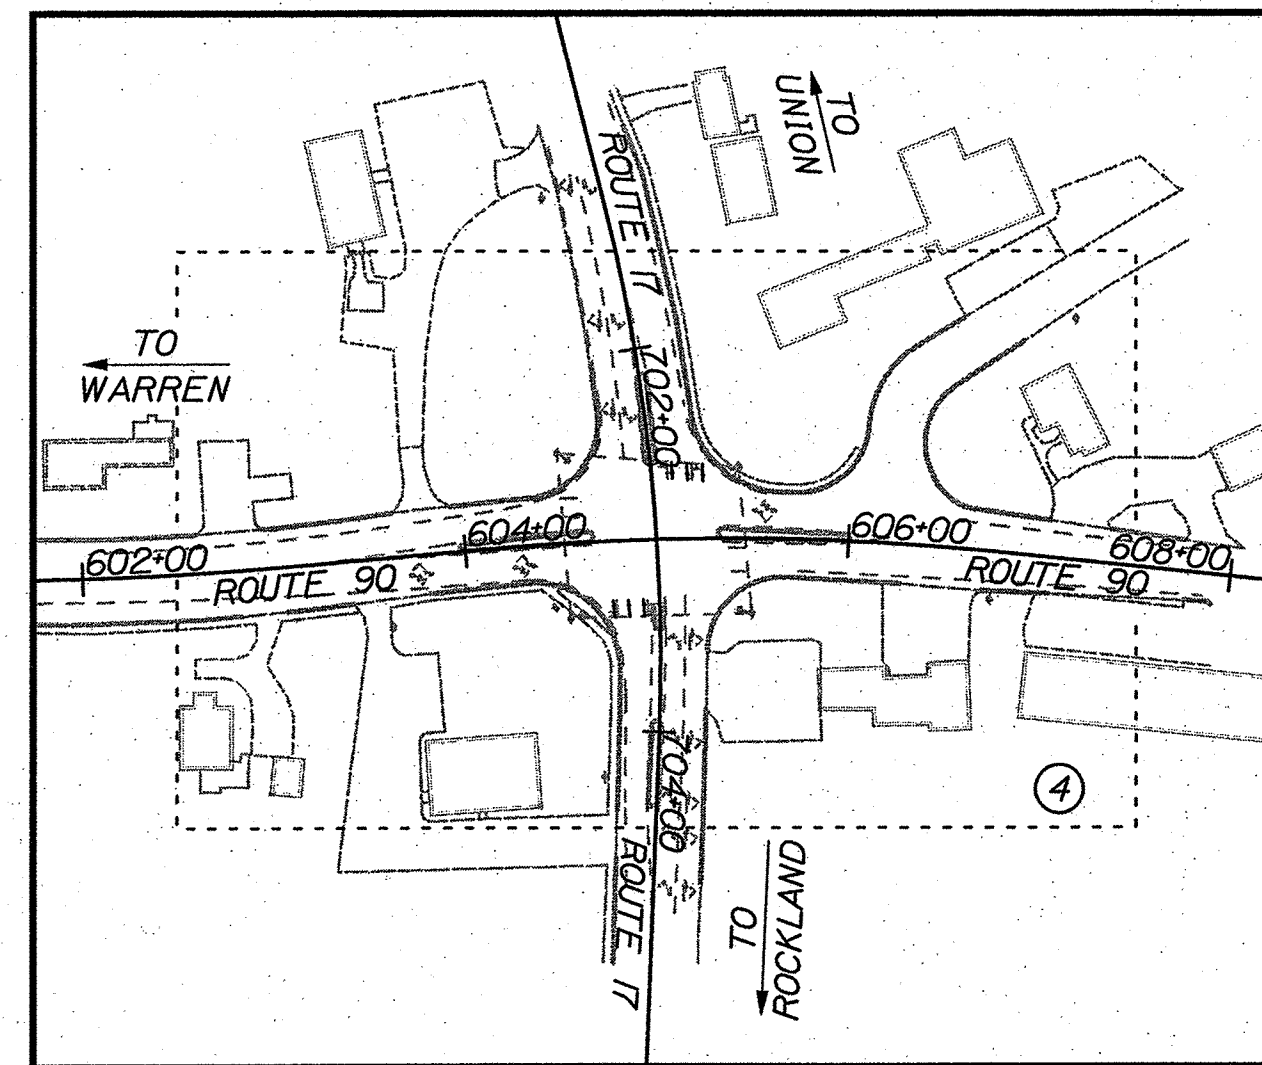 TO
UNION
ROUTE 17
TO
WARREN
702+00
602+00
604+00
606+00
608+00
ROUTE 90
ROUTE 90
704+00
4
ROUTE 17
TO
ROCKLAND